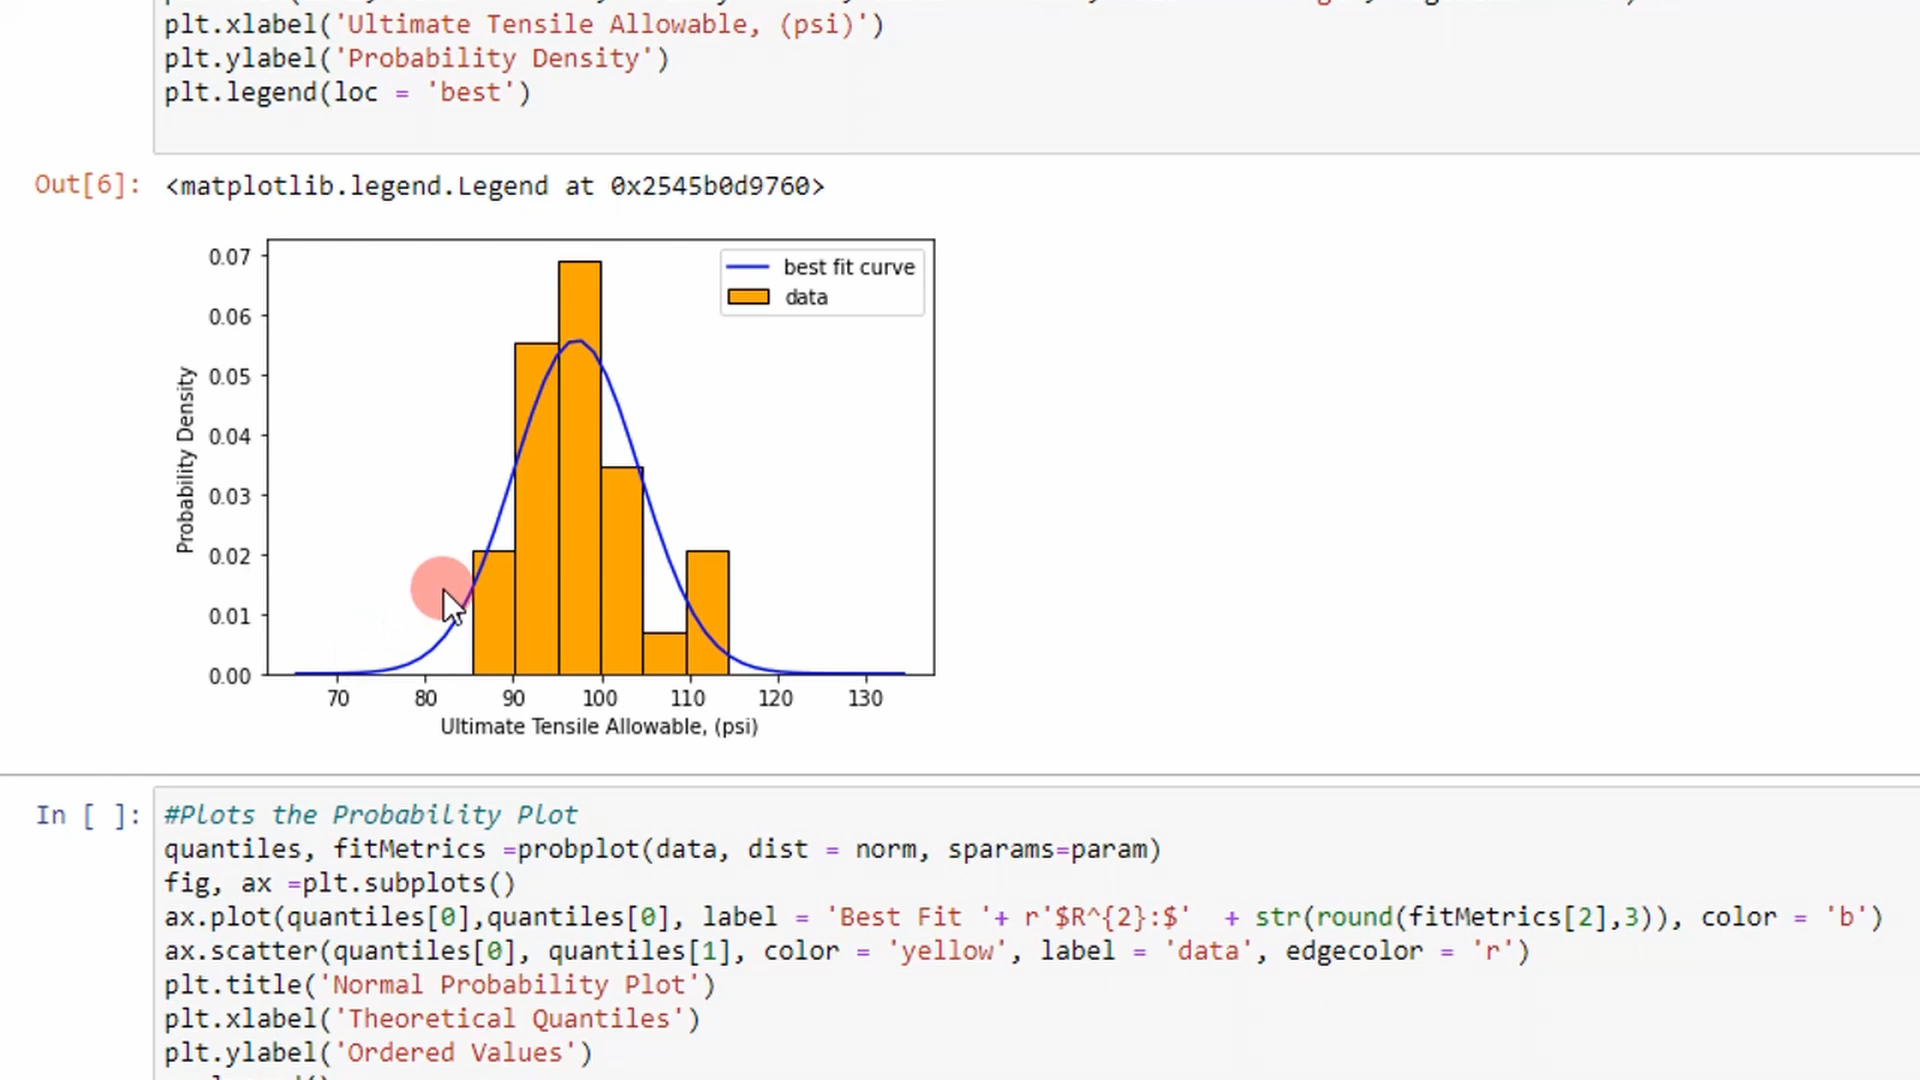 plt.xlabel('Ultimate Tensile Allowable, (psi)')
plt.ylabel('Probability Density')
plt.legend(loc = 'best')
Out[6]: <matplotlib.legend.Legend at 0x2545b0d9760>
0.07
0.06
0.05
0.04
0.03
0.02
0.01
0.00
Probability Density
best fit curve
data
70 80 90 100 110 120 130
Ultimate Tensile Allowable, (psi)
In [ ]: #Plots the Probability Plot
quantiles, fitMetrics =probplot(data, dist = norm, sparams=param)
fig, ax =plt.subplots()
ax.plot(quantiles[0],quantiles[0], label = 'Best Fit '+ r'$R^{2}:$'  + str(round(fitMetrics[2],3)), color = 'b')
ax.scatter(quantiles[0], quantiles[1], color = 'yellow', label = 'data', edgecolor = 'r')
plt.title('Normal Probability Plot')
plt.xlabel('Theoretical Quantiles')
plt.ylabel('Ordered Values')